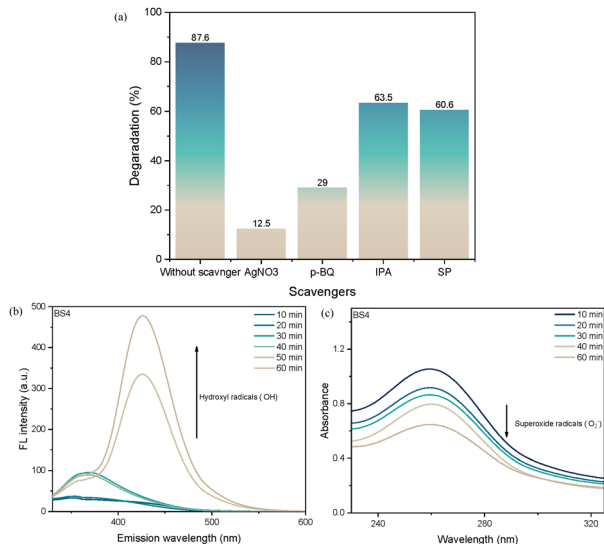 (a)
100
80
60
40
20
0
Degaradation (%)
87.6
12.5
29
63.5
60.6
Without scavnger AgNO3 p-BQ IPA SP
Scavengers
(b)
BS4
500
400
300
200
100
0
FL intensity (a.u.)
10 min
20 min
30 min
40 min
50 min
60 min
Hydroxyl radicals (˙OH)
400 500 600
Emission wavelength (nm)
(c)
BS4
1.2
0.8
0.4
0.0
Absorbance
10 min
20 min
30 min
40 min
60 min
Superoxide radicals (O₂˙⁻)
240 280 320
Wavelength (nm)